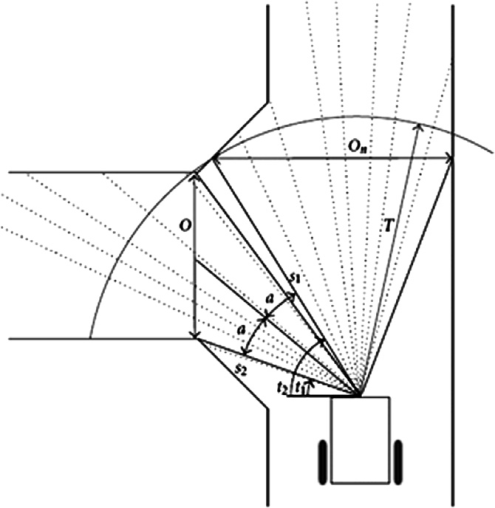 Oₙ
O
T
s₁
a
a
s₂
t₂
t₁